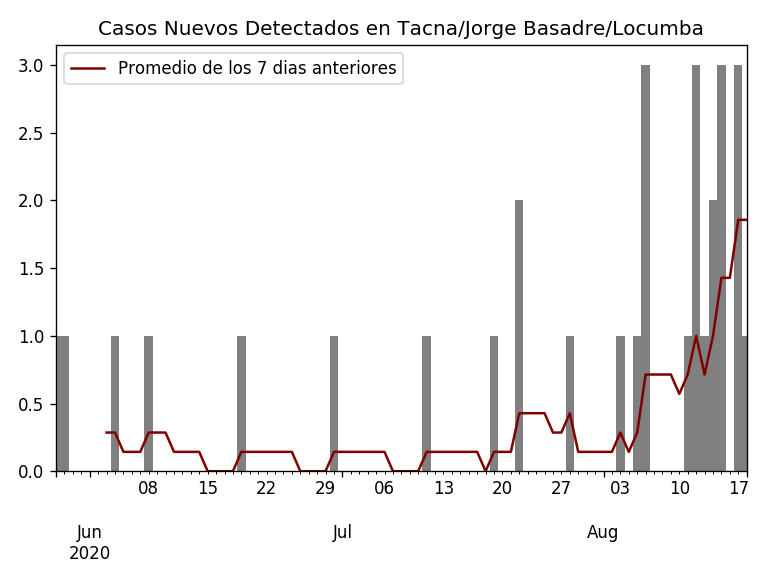 Casos Nuevos Detectados en Tacna/Jorge Basadre/Locumba
Promedio de los 7 dias anteriores
3.0
2.5
2.0
1.5
1.0
0.5
0.0
08 15 22 29 06 13 20 27 03 10 17
Jun Jul Aug
2020